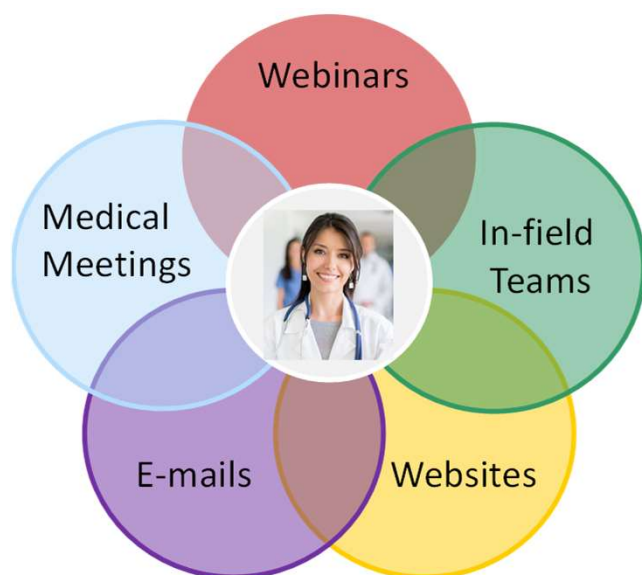 Webinars
Medical
Meetings
In-field
Teams
E-mails
Websites